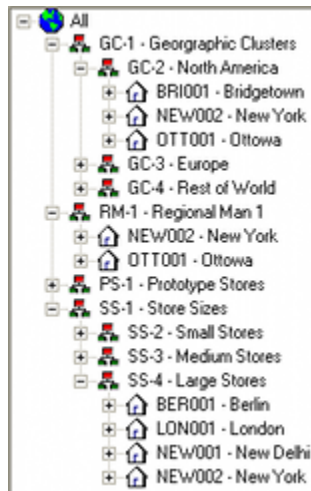 All
GC-1 - Georgraphic Clusters
GC-2 - North America
BRI001 - Bridgetown
NEW002 - New York
OTT001 - Ottowa
GC-3 - Europe
GC-4 - Rest of World
RM-1 - Regional Man 1
NEW002 - New York
OTT001 - Ottowa
PS-1 - Prototype Stores
SS-1 - Store Sizes
SS-2 - Small Stores
SS-3 - Medium Stores
SS-4 - Large Stores
BER001 - Berlin
LON001 - London
NEW001 - New Delhi
NEW002 - New York